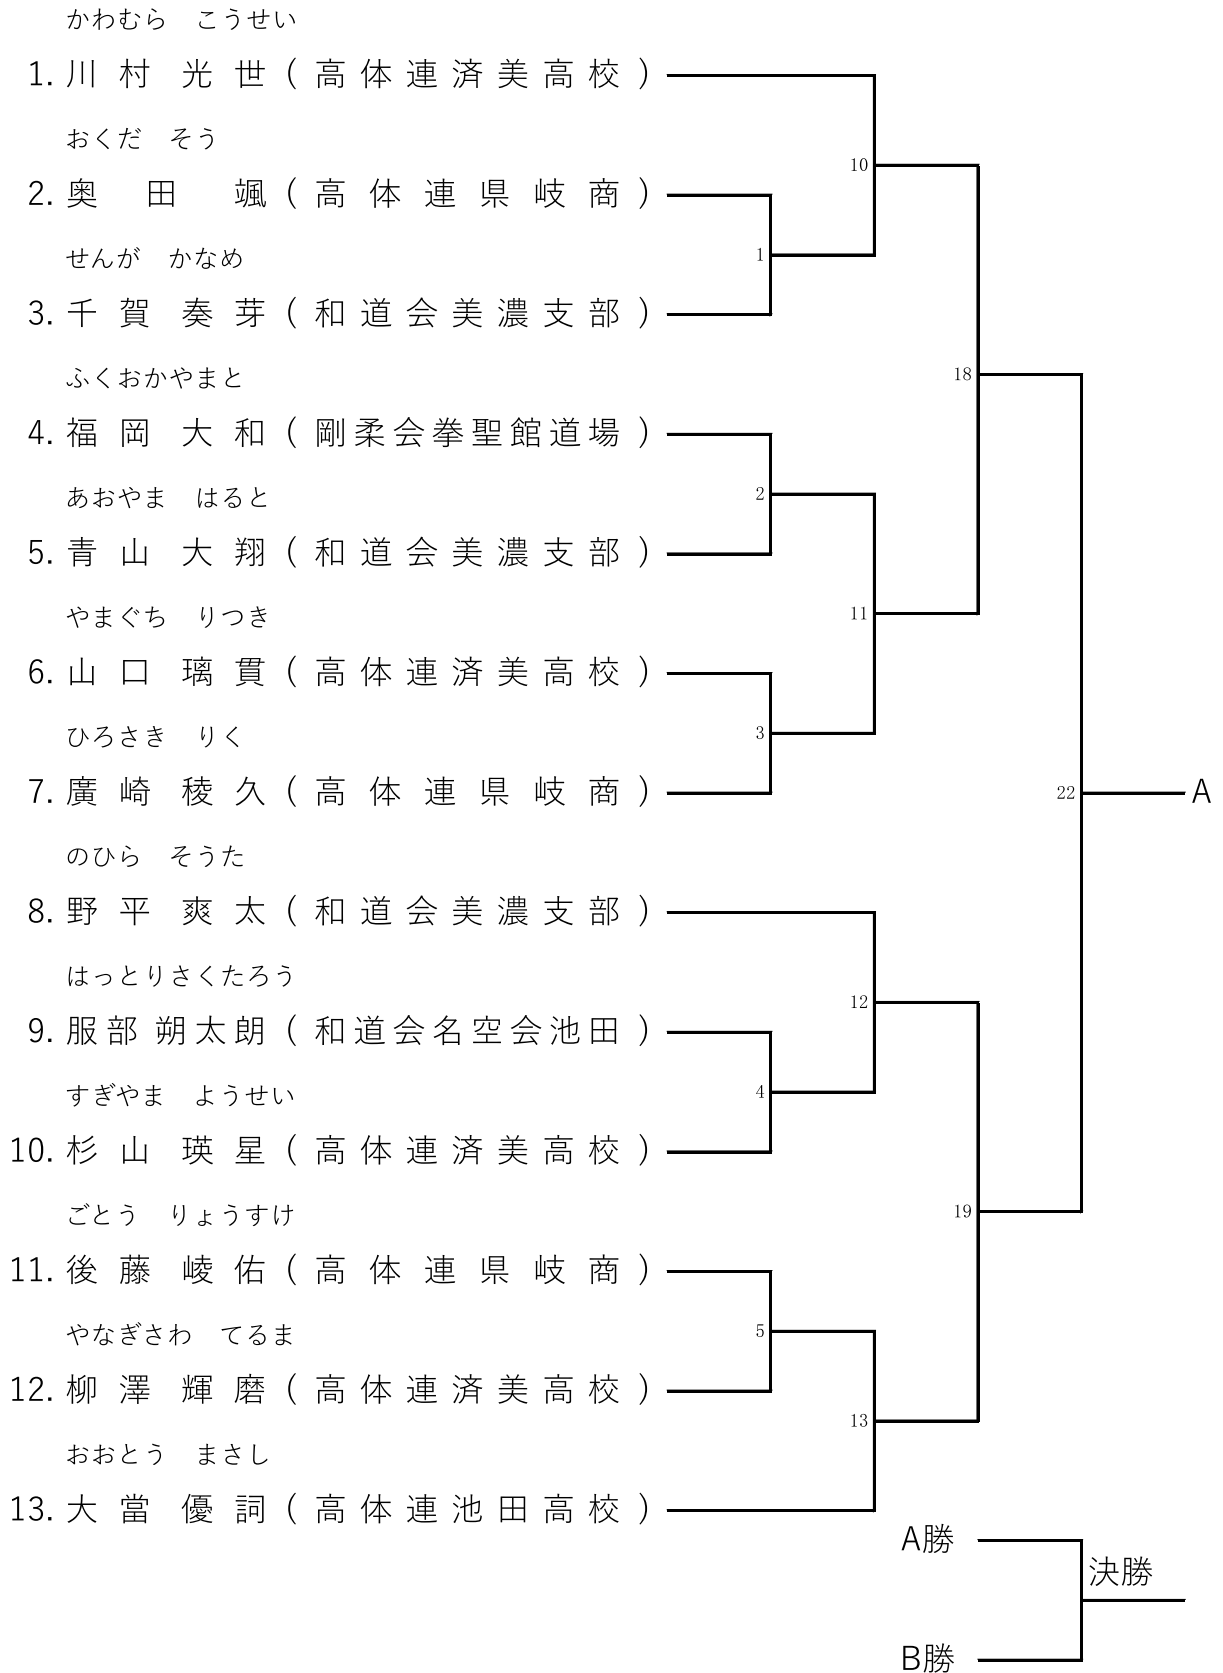 かわむら　こうせい
1. 川村 光世 ( 高体連済美高校 )
おくだ　そう
10
2. 奥田 颯 ( 高体連県岐商 )
せんが　かなめ
1
3. 千賀 奏芽 ( 和道会美濃支部 )
ふくおかやまと
18
4. 福岡 大和 ( 剛柔会拳聖館道場 )
あおやま　はると
2
5. 青山 大翔 ( 和道会美濃支部 )
やまぐち　りつき
11
6. 山口 璃貫 ( 高体連済美高校 )
ひろさき　りく
3
7. 廣崎 稜久 ( 高体連県岐商 )
22
A
のひら　そうた
8. 野平 爽太 ( 和道会美濃支部 )
はっとりさくたろう
12
9. 服部 朔太朗 ( 和道会名空会池田 )
すぎやま　ようせい
4
10. 杉山 瑛星 ( 高体連済美高校 )
ごとう　りょうすけ
19
11. 後藤 崚佑 ( 高体連県岐商 )
やなぎさわ　てるま
5
12. 柳澤 輝磨 ( 高体連済美高校 )
13
おおとう　まさし
13. 大當 優詞 ( 高体連池田高校 )
A勝
決勝
B勝